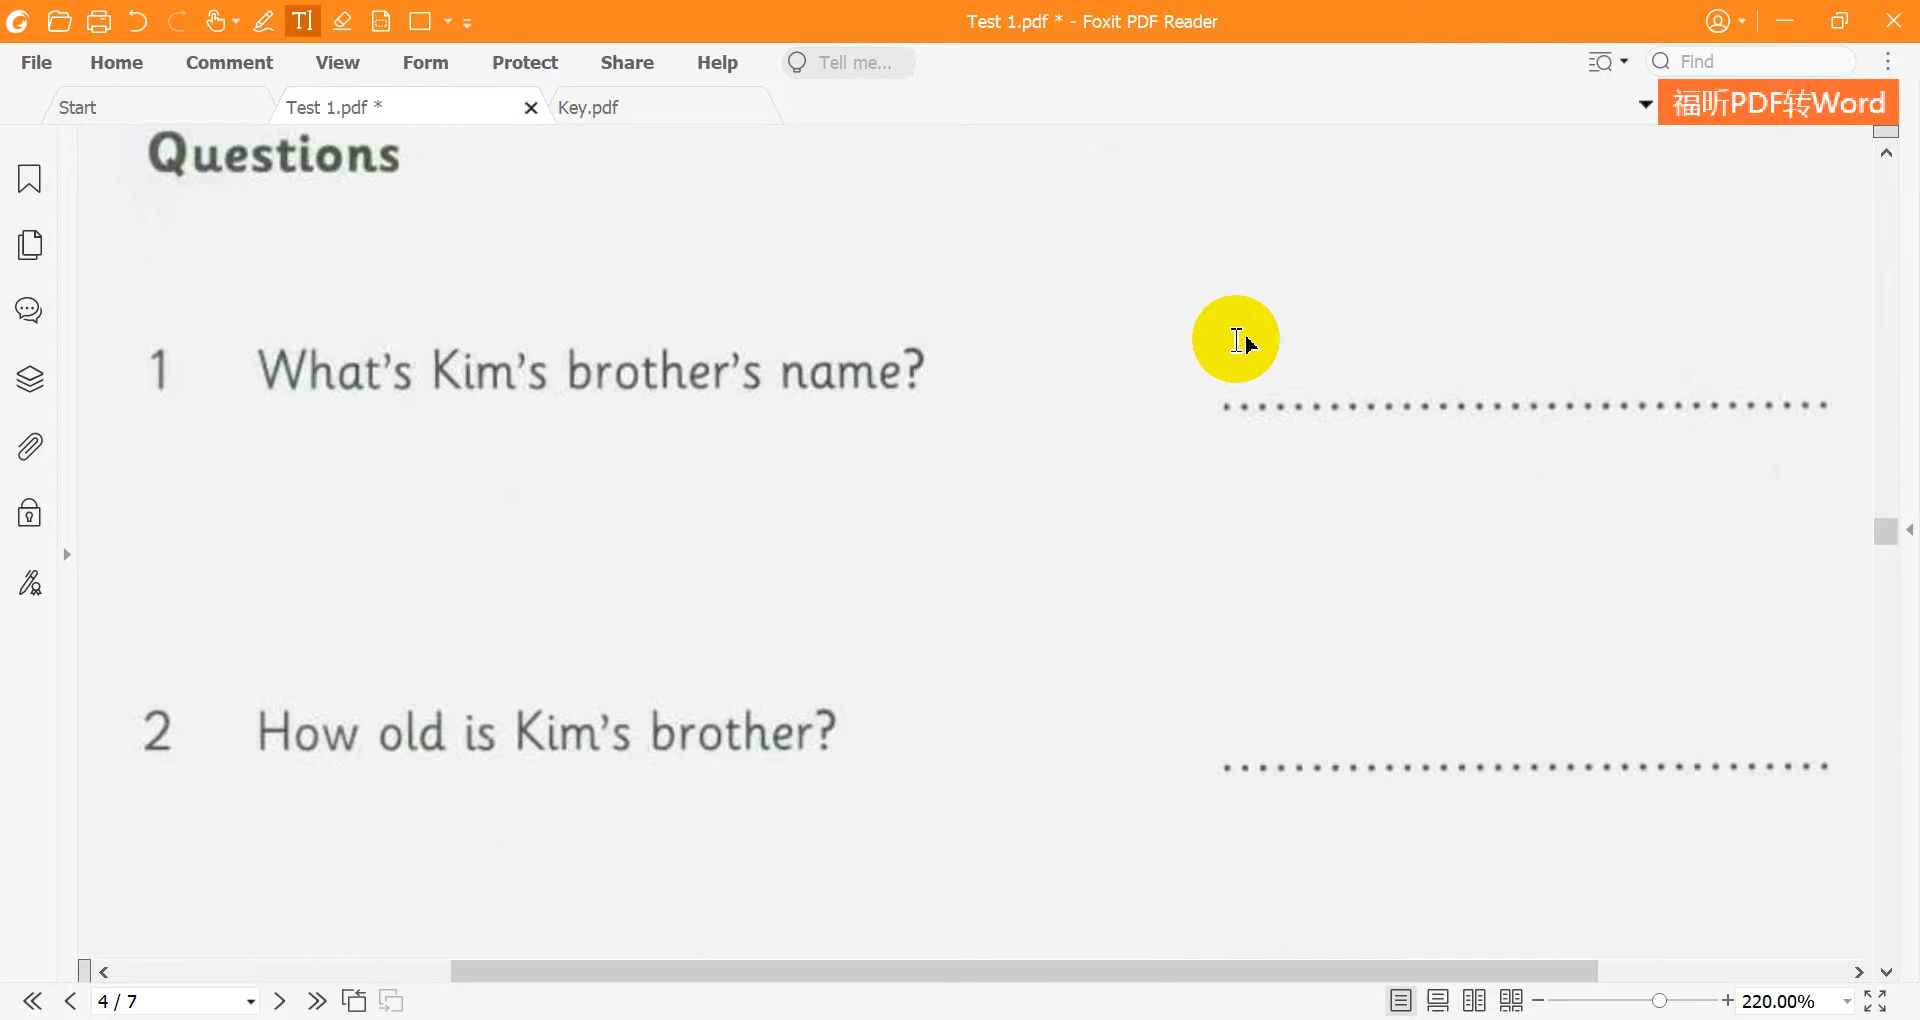 Test 1.pdf * - Foxit PDF Reader
File Home Comment View Form Protect Share Help Tell me... Find
Start Test 1.pdf * Key.pdf 福昕PDF转Word
Questions
1 What's Kim's brother's name? ..................................
2 How old is Kim's brother? ..................................
4 / 7 220.00%